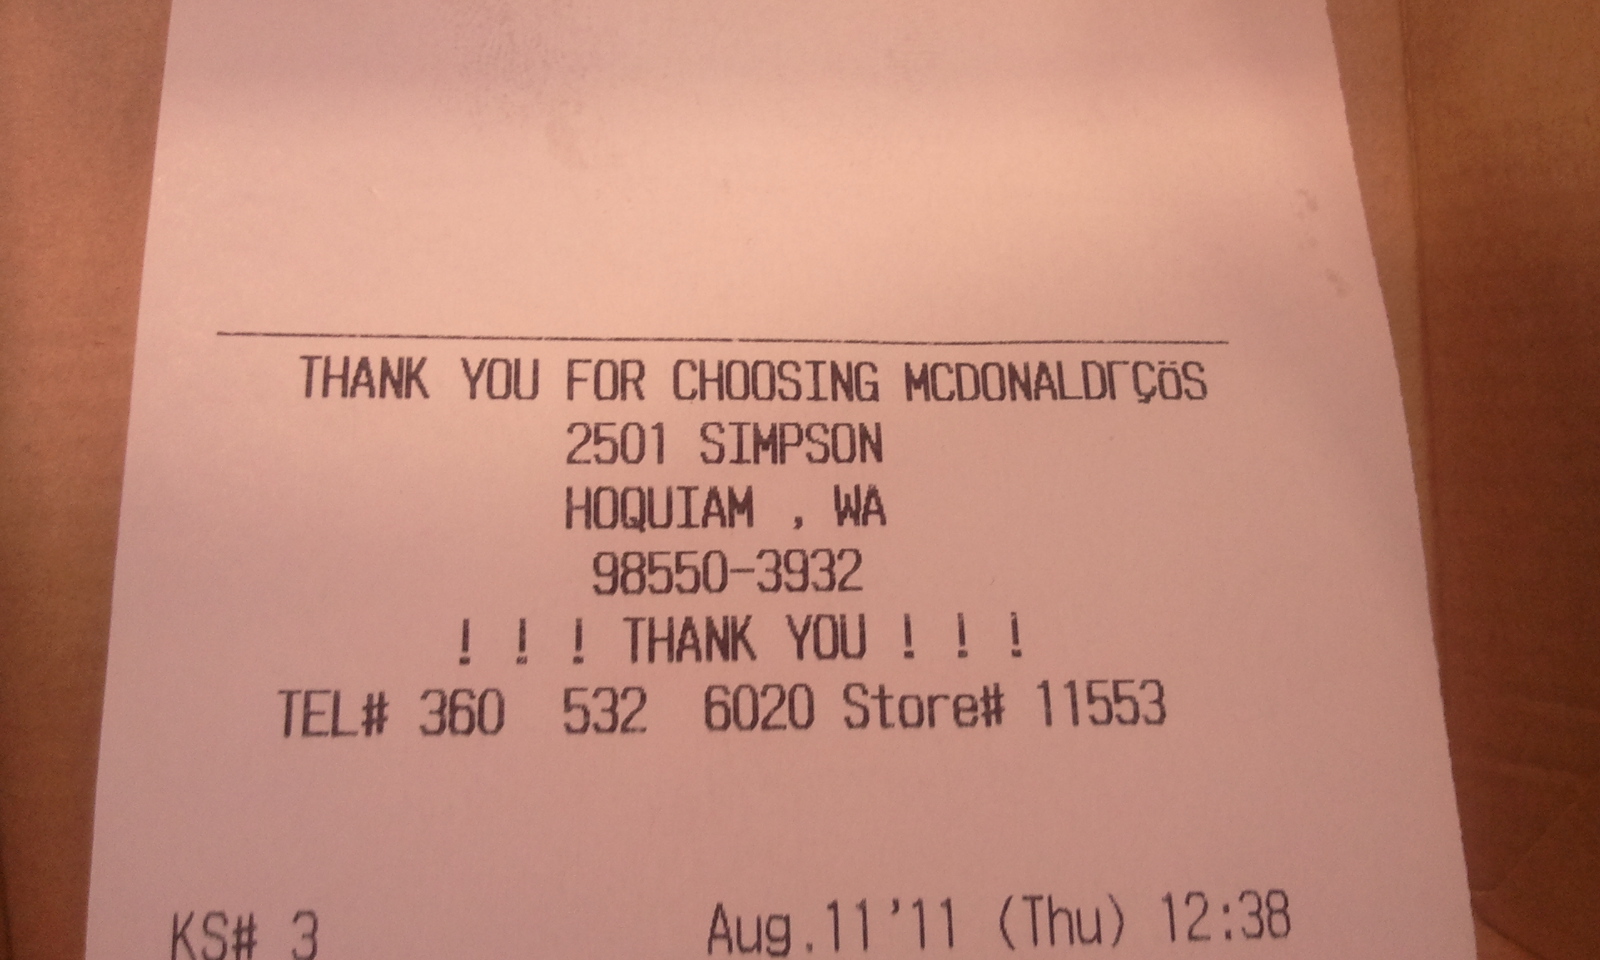 THANK YOU FOR CHOOSING MCDONALDΓÇöS
2501 SIMPSON
HOQUIAM , WA
98550-3932
! ! ! THANK YOU ! ! !
TEL# 360 532 6020 Store# 11553
KS# 3 Aug.11'11 (Thu) 12:38